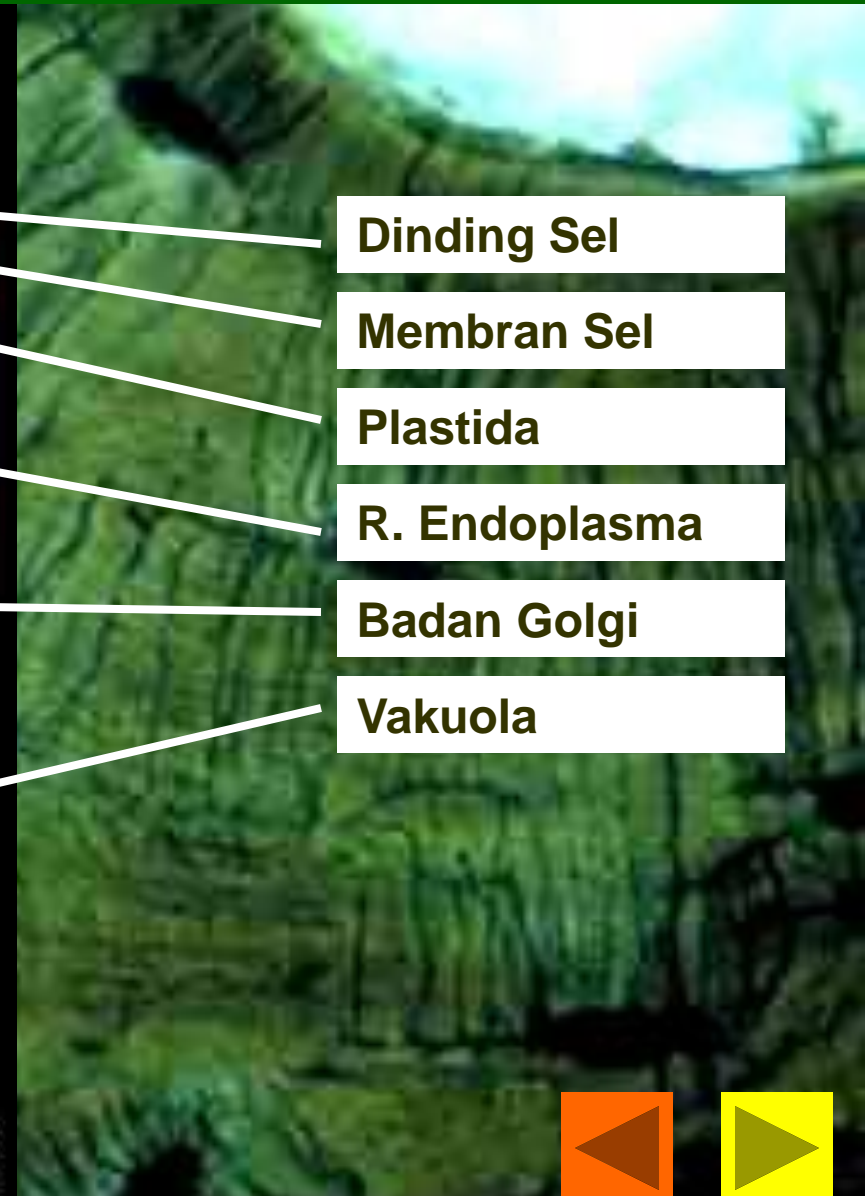 Dinding Sel
Membran Sel
Plastida
R. Endoplasma
Badan Golgi
Vakuola